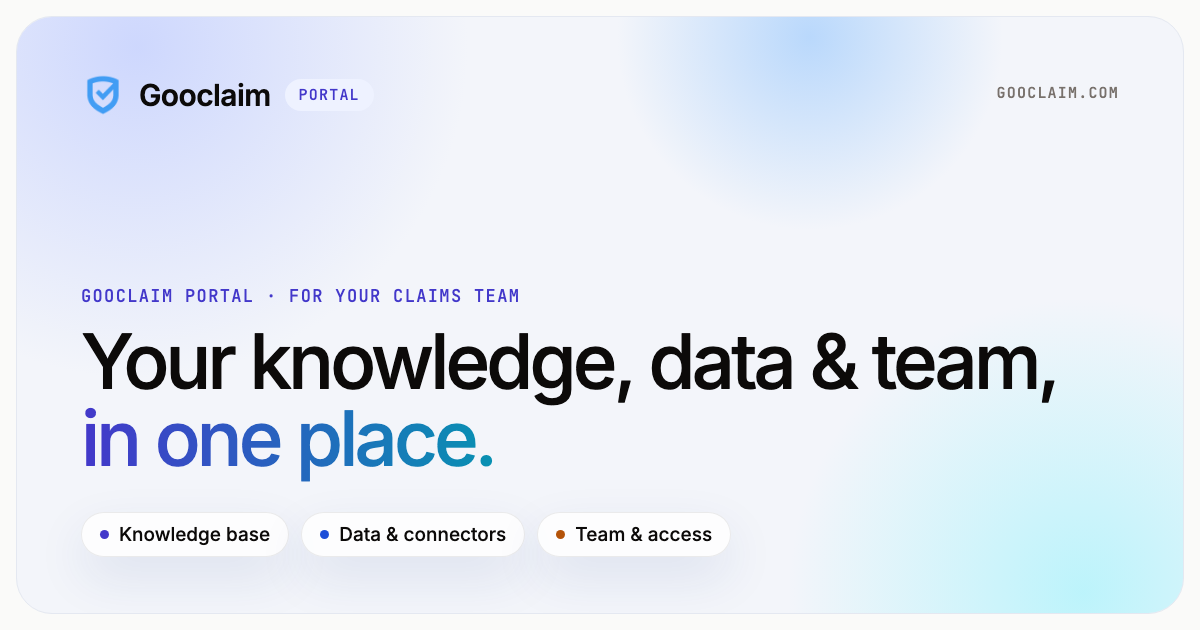 Gooclaim PORTAL
GOOCLAIM.COM
GOOCLAIM PORTAL · FOR YOUR CLAIMS TEAM
Your knowledge, data & team,
in one place.
Knowledge base
Data & connectors
Team & access